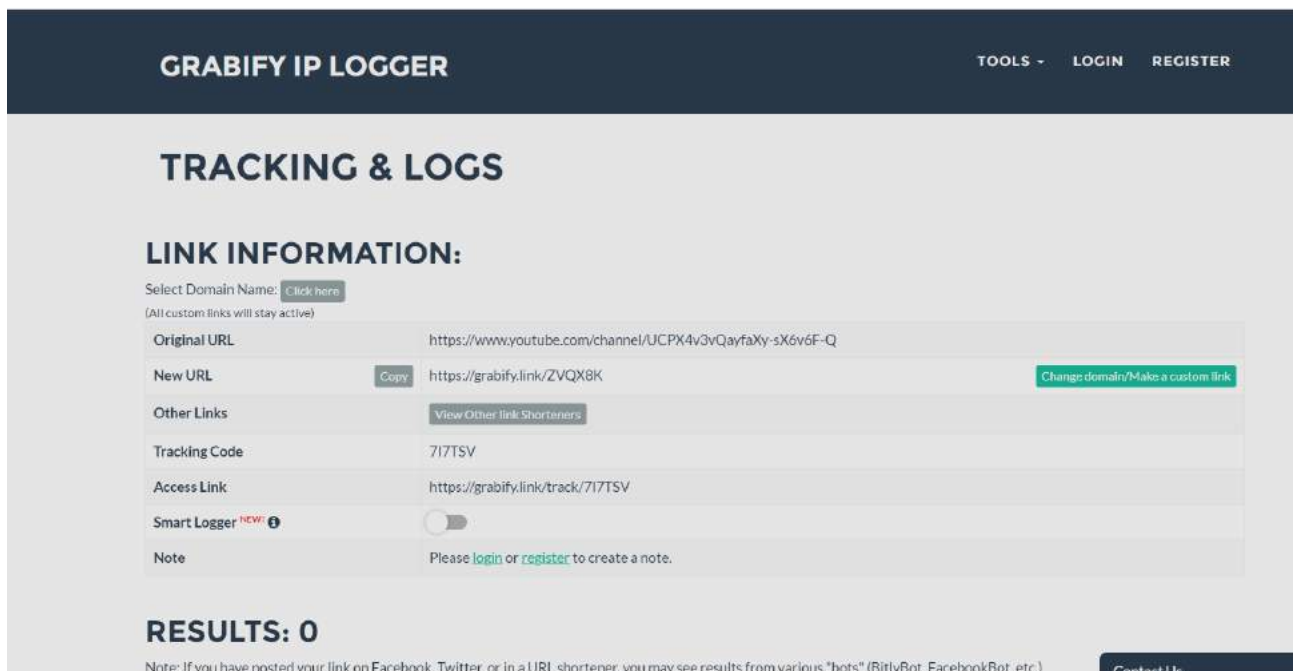 GRABIFY IP LOGGER
TOOLS LOGIN REGISTER
TRACKING & LOGS
LINK INFORMATION:
Select Domain Name: Click here
(All custom links will stay active)
Original URL https://www.youtube.com/channel/UCPX4v3vQayfaXy-sX6v6F-Q
New URL Copy https://grabify.link/ZVQX8K Change domain/Make a custom link
Other Links View Other link Shorteners
Tracking Code 7I7TSV
Access Link https://grabify.link/track/7I7TSV
Smart Logger NEW!
Note Please login or register to create a note.
RESULTS: 0
Note: If you have posted your link on Facebook, Twitter, or in a URL shortener, you may see results from various "bots" (BitlyBot, FacebookBot, etc.)
Contact Us